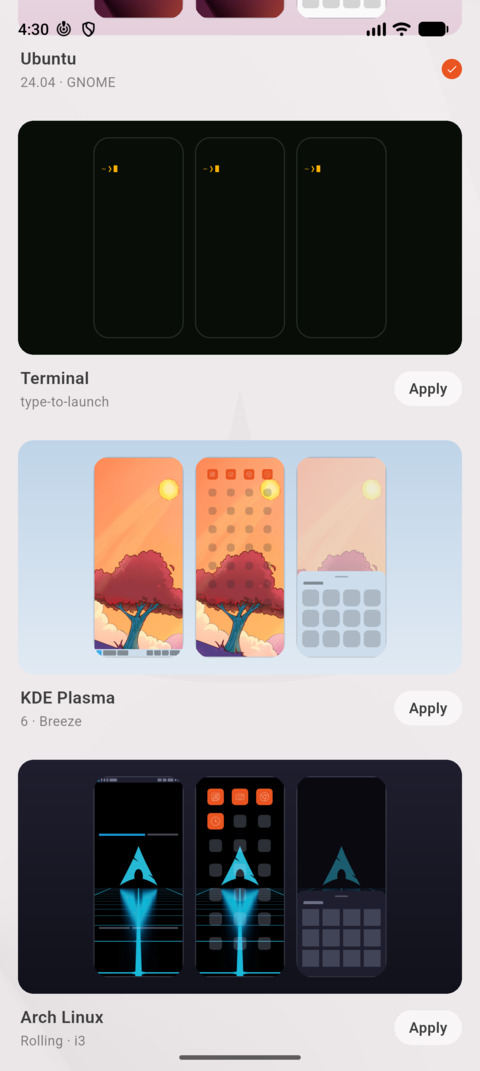 4:30
Ubuntu
24.04 · GNOME
~ ❯
~ ❯
~ ❯
Terminal
type-to-launch
Apply
KDE Plasma
6 · Breeze
Apply
Arch Linux
Rolling · i3
Apply